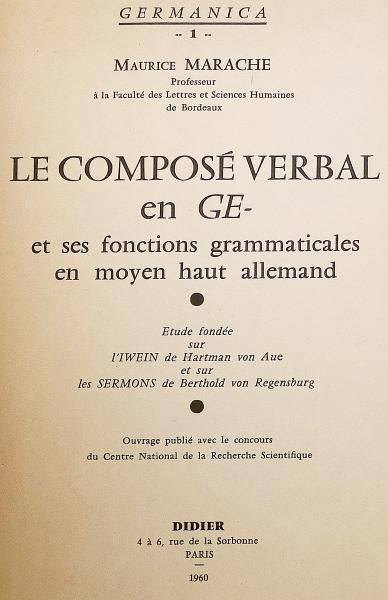 GERMANICA
-- 1 --
MAURICE MARACHE
Professeur
à la Faculté des Lettres et Sciences Humaines
de Bordeaux
LE COMPOSÉ VERBAL
en GE-
et ses fonctions grammaticales
en moyen haut allemand
Etude fondée
sur
l'IWEIN de Hartman von Aue
et sur
les SERMONS de Berthold von Regensburg
Ouvrage publié avec le concours
du Centre National de la Recherche Scientifique
DIDIER
4 à 6, rue de la Sorbonne
PARIS
—
1960